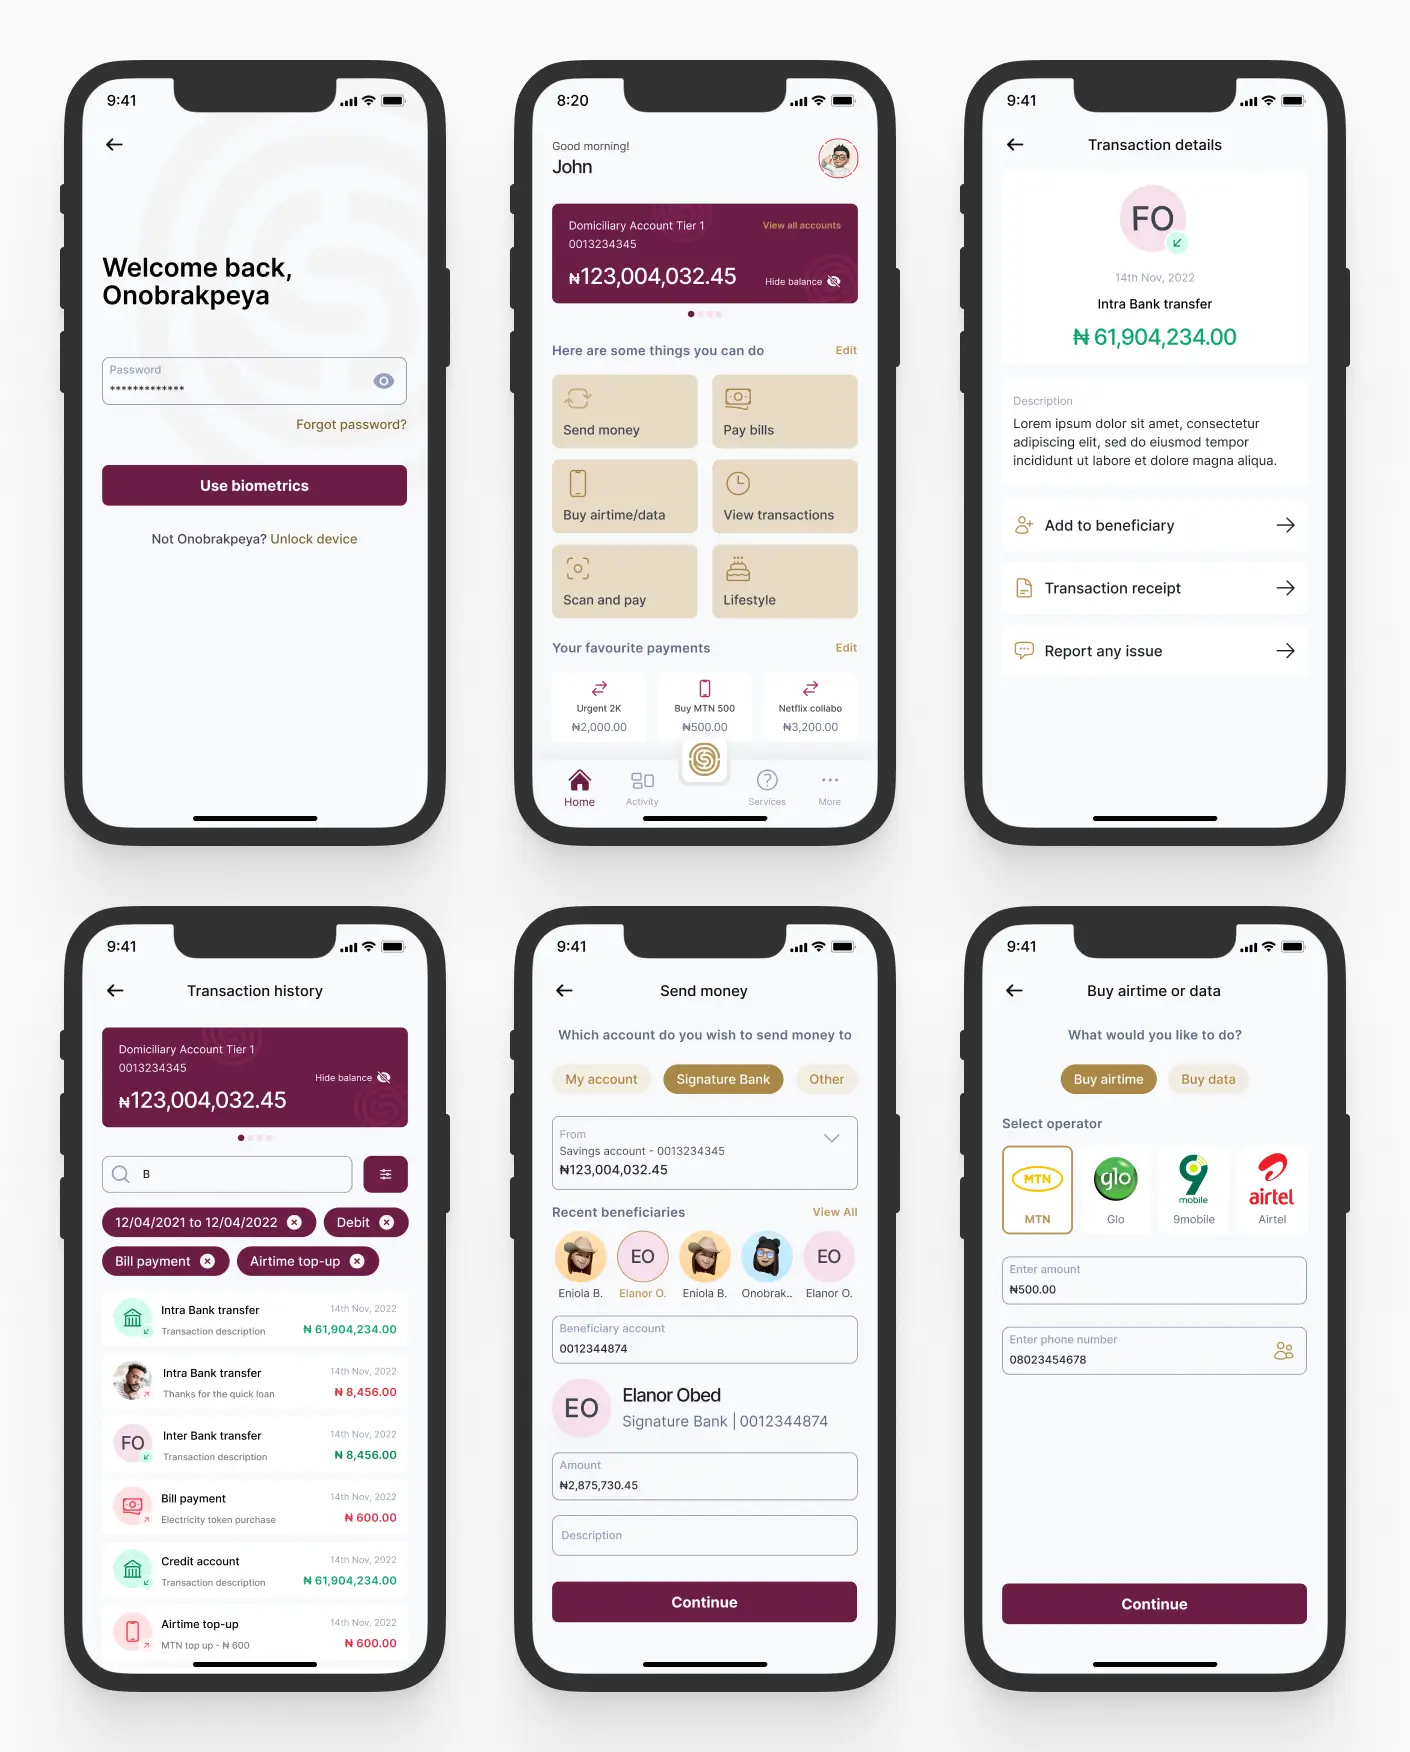 9:41
Welcome back,
Onobrakpeya
Password
*************
Forgot password?
Use biometrics
Not Onobrakpeya? Unlock device
8:20
Good morning!
John
Domiciliary Account Tier 1
View all accounts
0013234345
₦123,004,032.45
Hide balance
Here are some things you can do
Edit
Send money
Pay bills
Buy airtime/data
View transactions
Scan and pay
Lifestyle
Your favourite payments
Edit
Urgent 2K
Buy MTN 500
Netflix collabo
₦2,000.00
₦500.00
₦3,200.00
Home
Activity
Services
More
9:41
Transaction details
FO
14th Nov, 2022
Intra Bank transfer
₦ 61,904,234.00
Description
Lorem ipsum dolor sit amet, consectetur
adipiscing elit, sed do eiusmod tempor
incididunt ut labore et dolore magna aliqua.
Add to beneficiary
Transaction receipt
Report any issue
9:41
Transaction history
Domiciliary Account Tier 1
0013234345
Hide balance
₦123,004,032.45
B
12/04/2021 to 12/04/2022
Debit
Bill payment
Airtime top-up
Intra Bank transfer
14th Nov, 2022
Transaction description
₦ 61,904,234.00
Intra Bank transfer
14th Nov, 2022
Thanks for the quick loan
₦ 8,456.00
FO
Inter Bank transfer
14th Nov, 2022
Transaction description
₦ 8,456.00
Bill payment
14th Nov, 2022
Electricity token purchase
₦ 600.00
Credit account
14th Nov, 2022
Transaction description
₦ 61,904,234.00
Airtime top-up
14th Nov, 2022
MTN top up - ₦ 600
₦ 600.00
9:41
Send money
Which account do you wish to send money to
My account
Signature Bank
Other
From
Savings account - 0013234345
₦123,004,032.45
Recent beneficiaries
View All
EO
EO
Eniola B.
Elanor O.
Eniola B.
Onobrak..
Elanor O.
Beneficiary account
0012344874
EO
Elanor Obed
Signature Bank | 0012344874
Amount
₦2,875,730.45
Description
Continue
9:41
Buy airtime or data
What would you like to do?
Buy airtime
Buy data
Select operator
MTN
glo
9
mobile
airtel
MTN
Glo
9mobile
Airtel
Enter amount
₦500.00
Enter phone number
08023454678
Continue